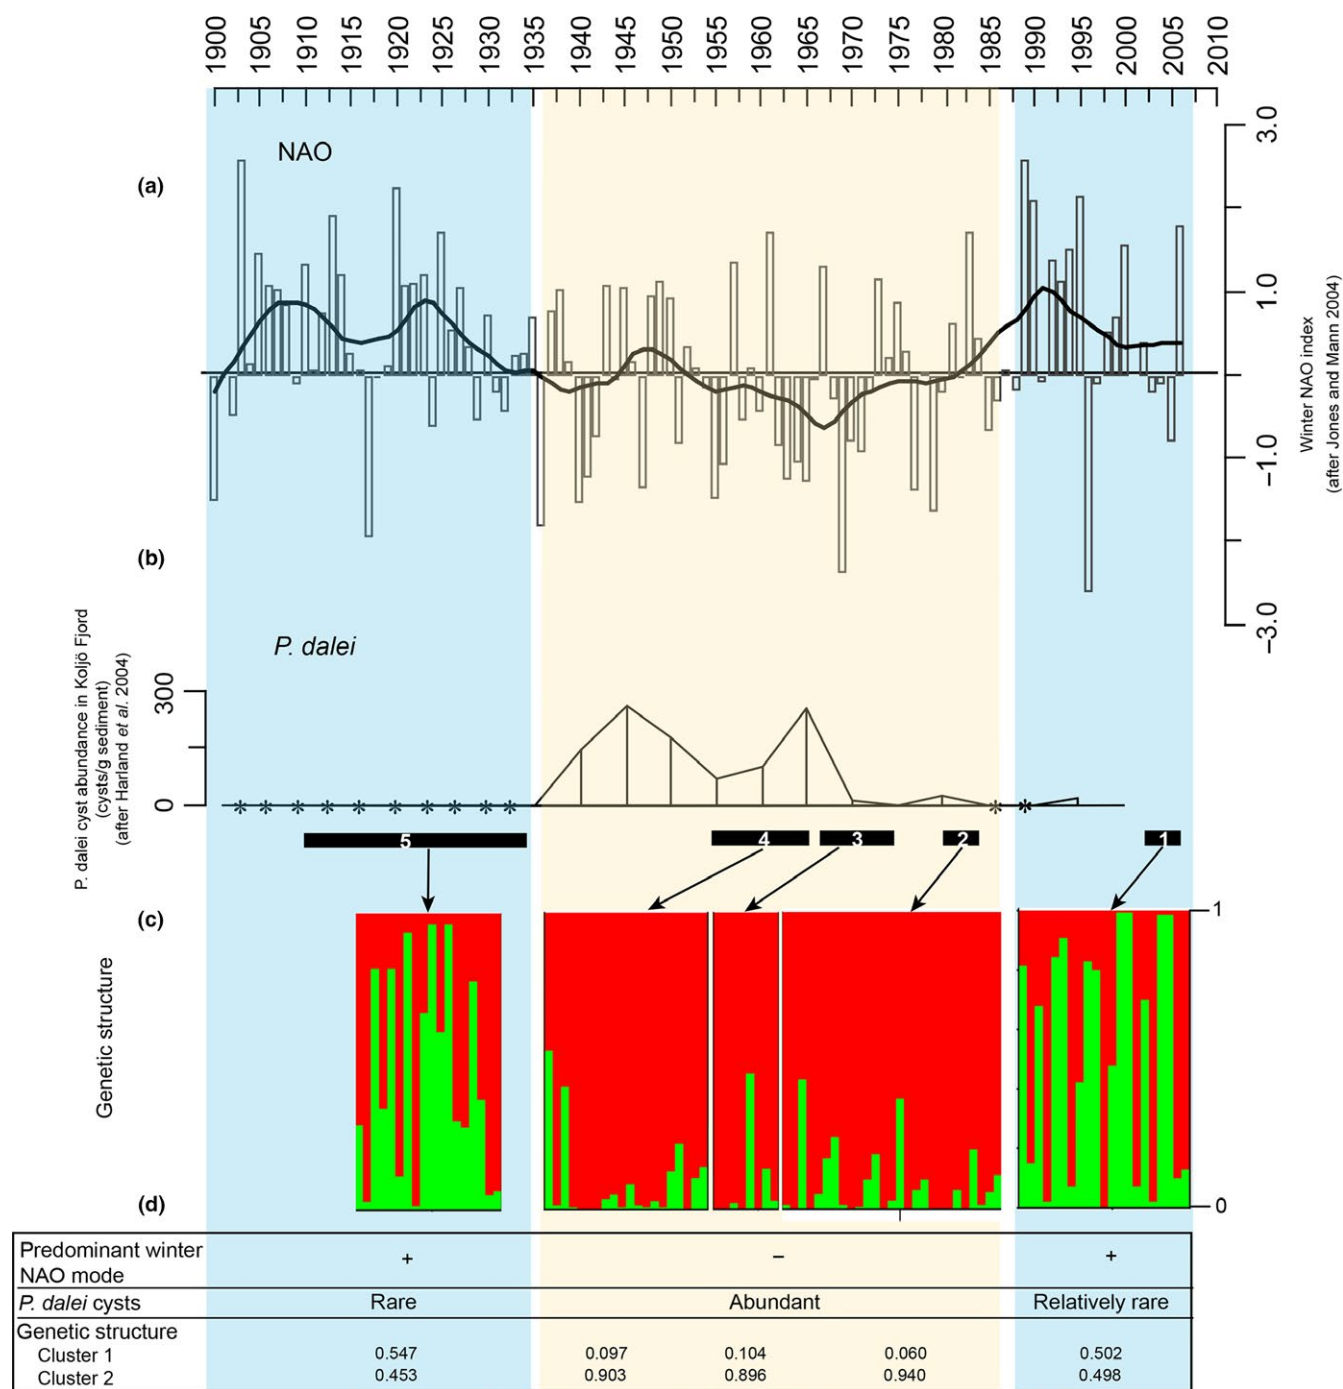 1900 1905 1910 1915 1920 1925 1930 1935 1940 1945 1950 1955 1960 1965 1970 1975 1980 1985 1990 1995 2000 2005 2010
NAO
(a)
3.0
1.0
−1.0
−3.0
Winter NAO index
(after Jones and Mann 2004)
(b)
P. dalei
P. dalei cyst abundance in Koljö Fjord
(cysts/g sediment)
(after Harland et al. 2004)
300
0
* * * * * * * * * * * *
5 4 3 2 1
(c)
Genetic structure
1
0
(d)
Predominant winter
NAO mode + − +
P. dalei cysts Rare Abundant Relatively rare
Genetic structure
Cluster 1 0.547 0.097 0.104 0.060 0.502
Cluster 2 0.453 0.903 0.896 0.940 0.498